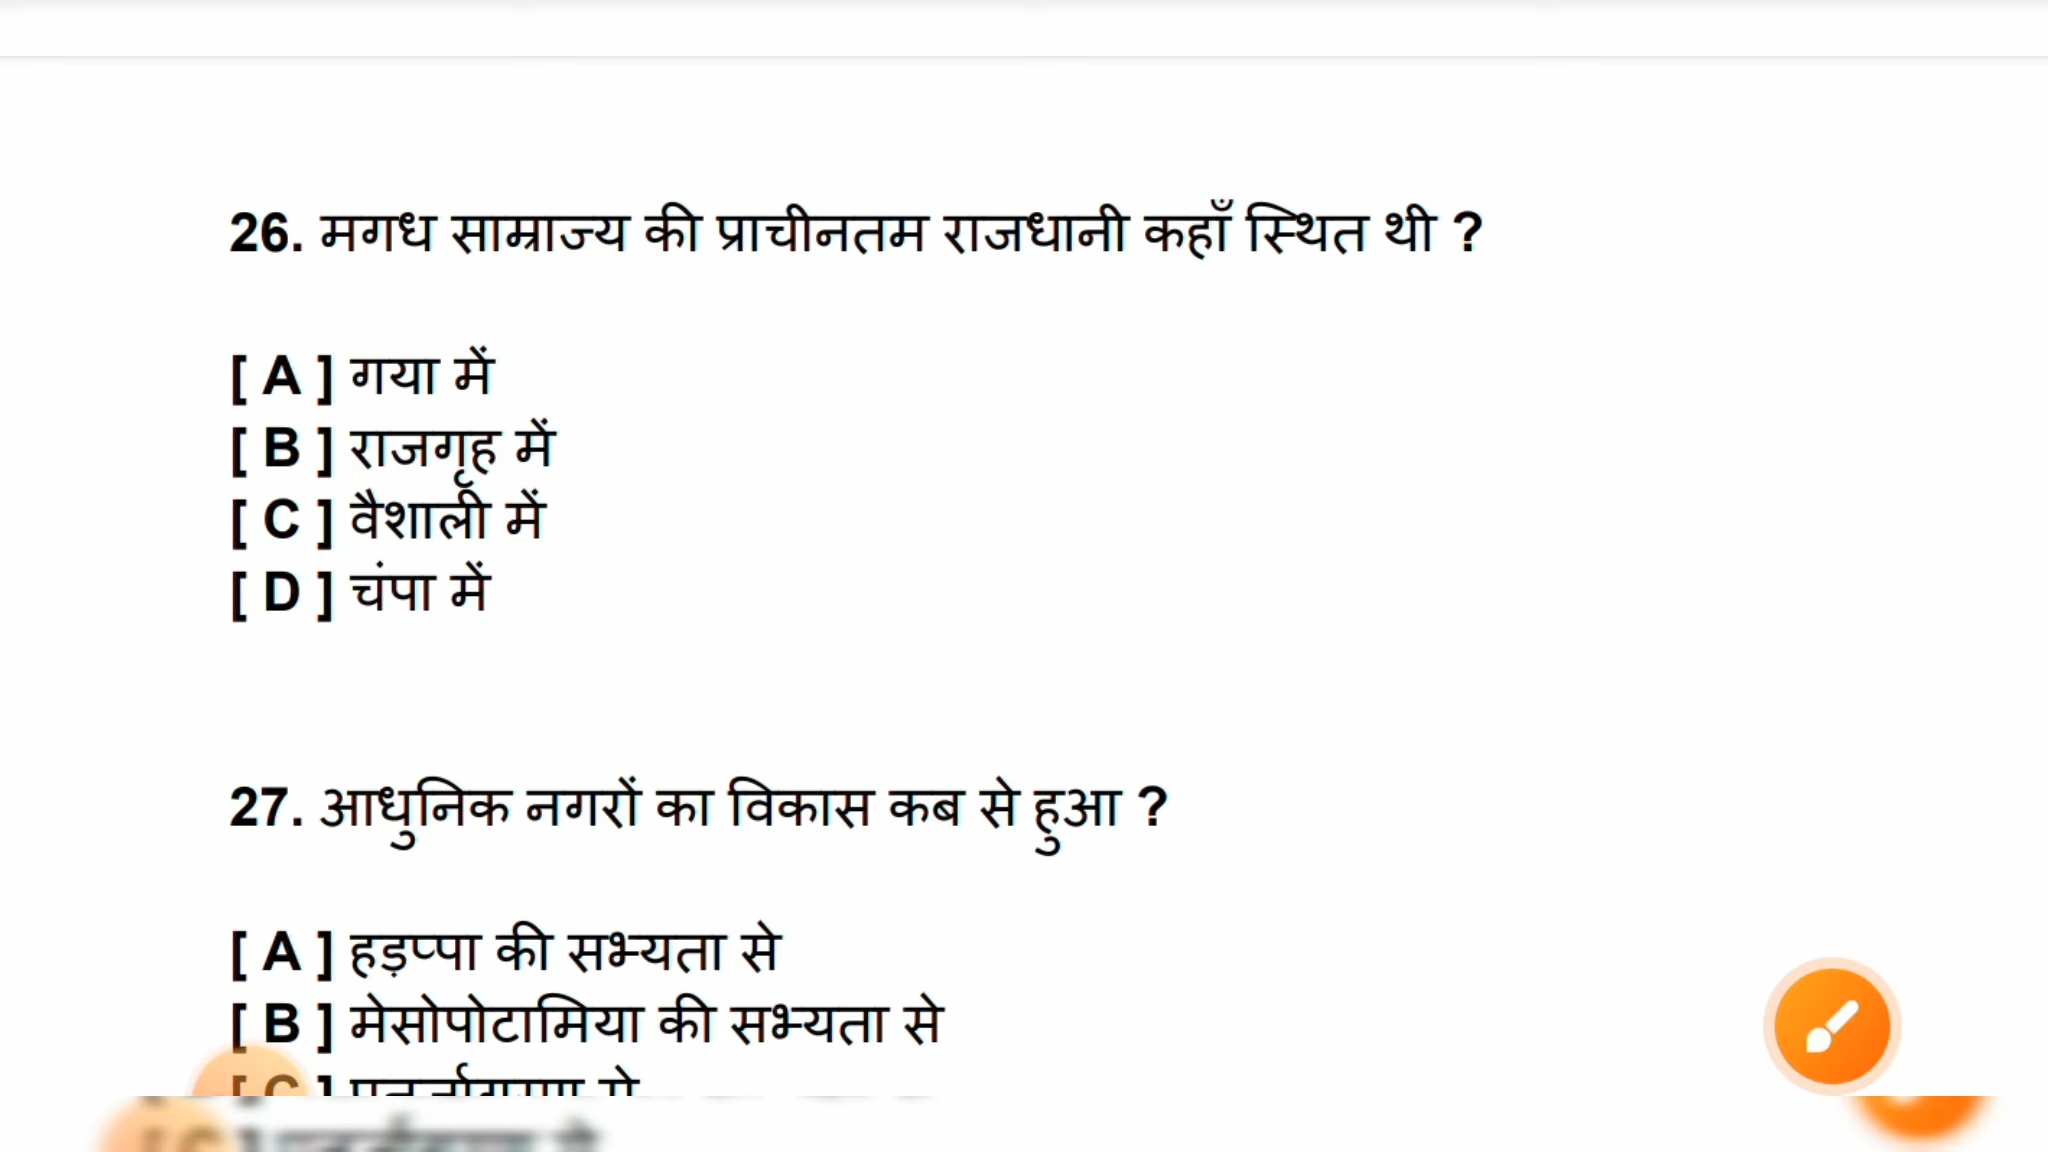 26. मगध साम्राज्य की प्राचीनतम राजधानी कहाँ स्थित थी ?
[ A ] गया में
[ B ] राजगृह में
[ C ] वैशाली में
[ D ] चंपा में
27. आधुनिक नगरों का विकास कब से हुआ ?
[ A ] हड़प्पा की सभ्यता से
[ B ] मेसोपोटामिया की सभ्यता से
[ C ]